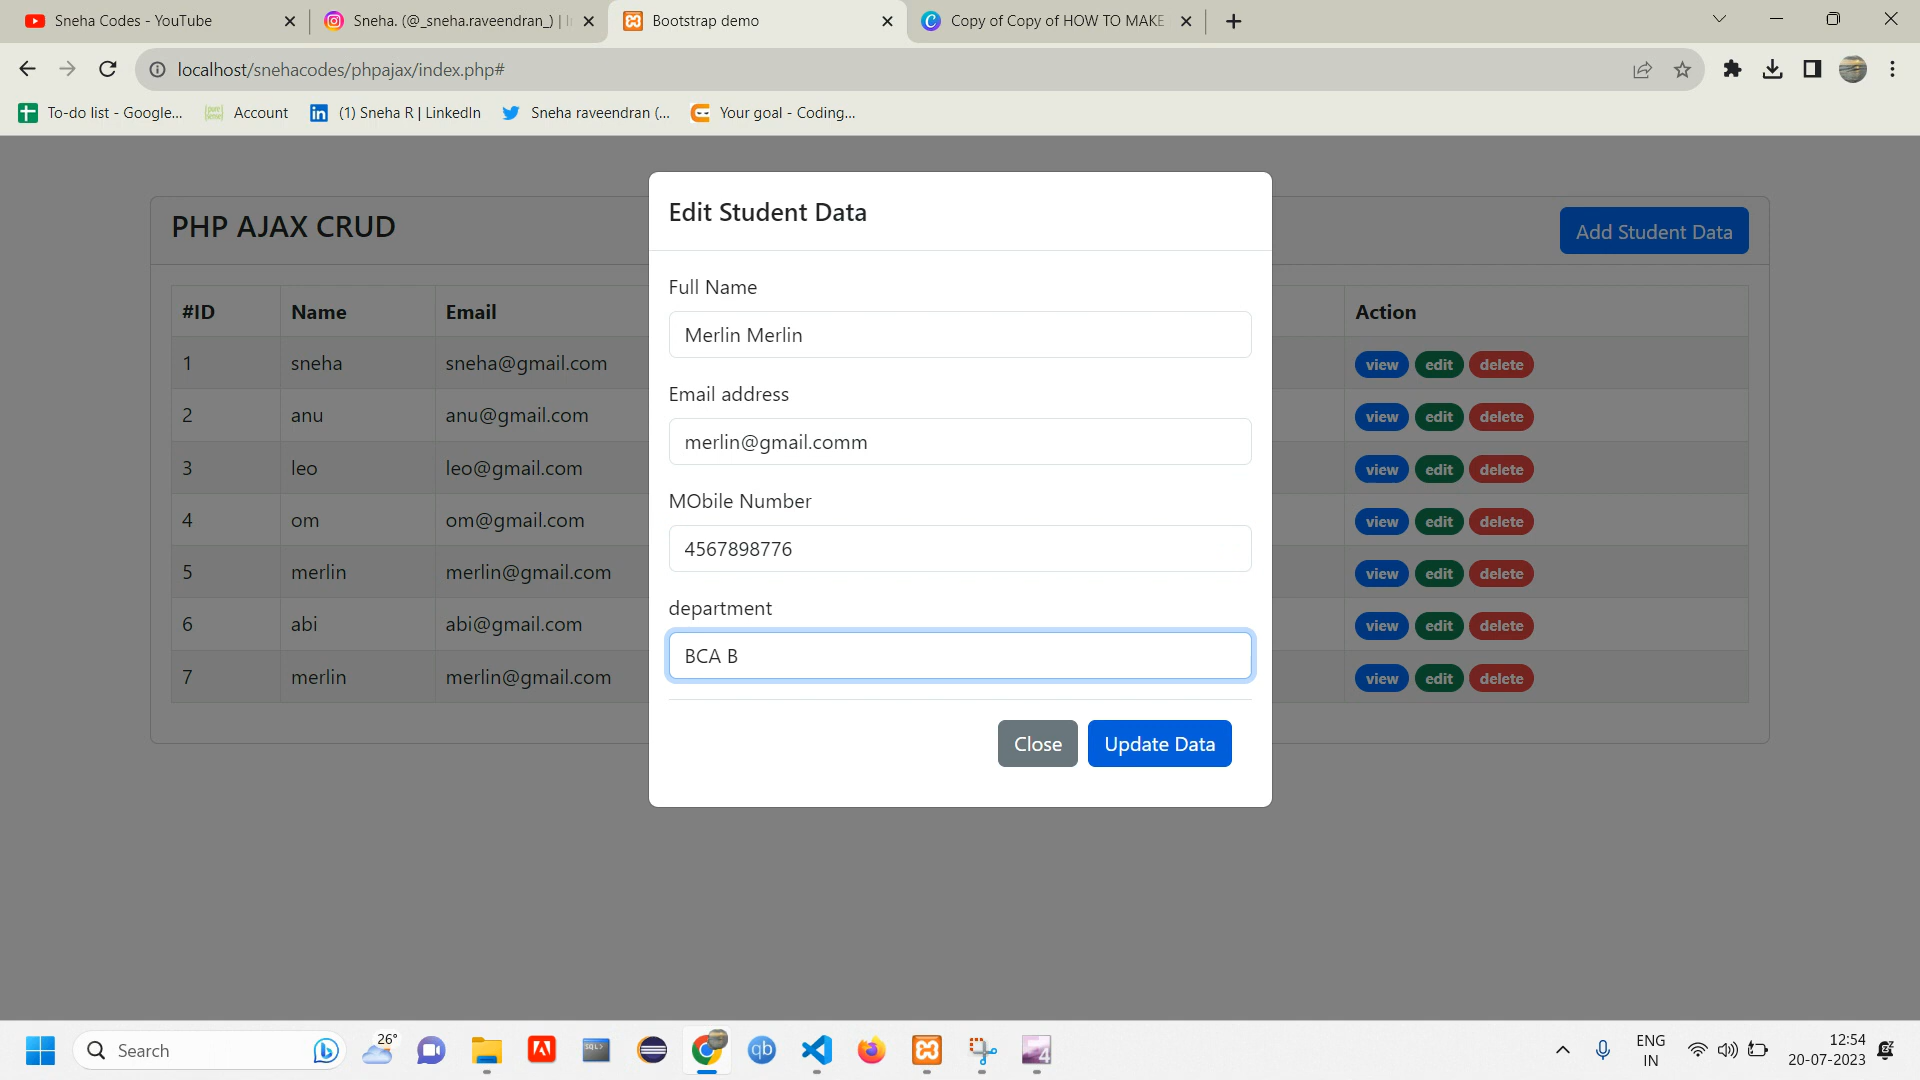 Sneha Codes - YouTube
Sneha. (@_sneha.raveendran_) |
Bootstrap demo
Copy of Copy of HOW TO MAKE
localhost/snehacodes/phpajax/index.php#
To-do list - Google...
Account
(1) Sneha R | LinkedIn
Sneha raveendran (...
Your goal - Coding...
PHP AJAX CRUD
Add Student Data
#ID Name Email Action
1 sneha sneha@gmail.com view edit delete
2 anu anu@gmail.com view edit delete
3 leo leo@gmail.com view edit delete
4 om om@gmail.com view edit delete
5 merlin merlin@gmail.com view edit delete
6 abi abi@gmail.com view edit delete
7 merlin merlin@gmail.com view edit delete
Edit Student Data
Full Name
Merlin Merlin
Email address
merlin@gmail.comm
MObile Number
4567898776
department
BCA B
Close Update Data
Search
26°
SQL>
qb
4
ENG
IN
12:54
20-07-2023